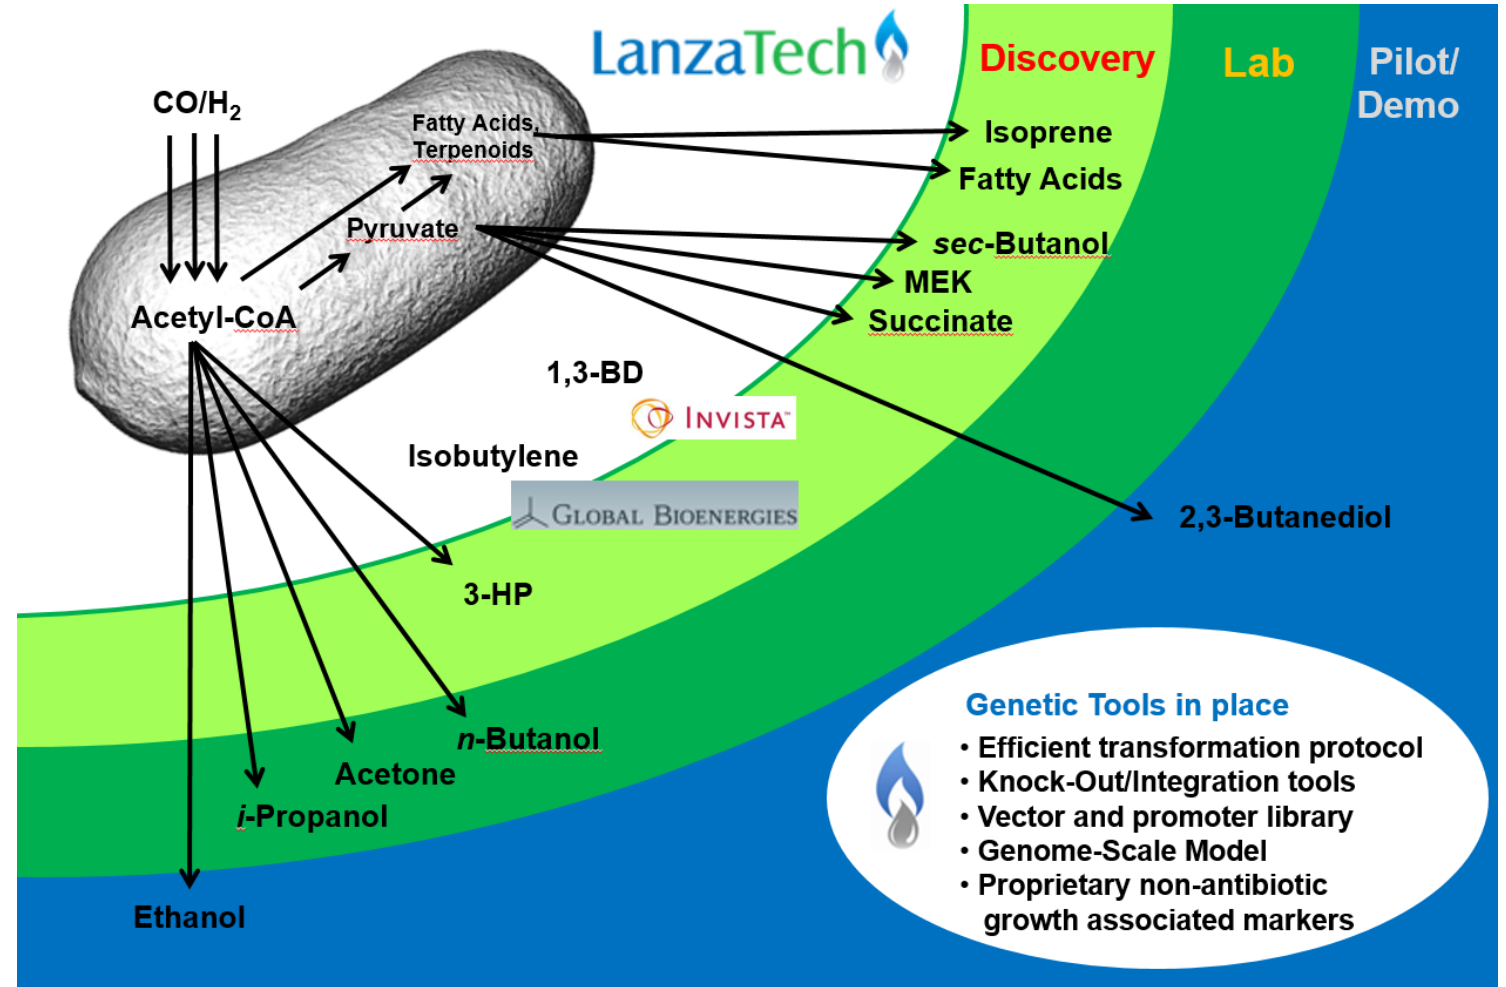 LanzaTech
Discovery
Lab
Pilot/
Demo
CO/H2
Fatty Acids,
Terpenoids
Pyruvate
Acetyl-CoA
Isoprene
Fatty Acids
sec-Butanol
MEK
Succinate
1,3-BD
INVISTA™
Isobutylene
GLOBAL BIOENERGIES
2,3-Butanediol
3-HP
n-Butanol
Acetone
i-Propanol
Ethanol
Genetic Tools in place
• Efficient transformation protocol
• Knock-Out/Integration tools
• Vector and promoter library
• Genome-Scale Model
• Proprietary non-antibiotic
growth associated markers